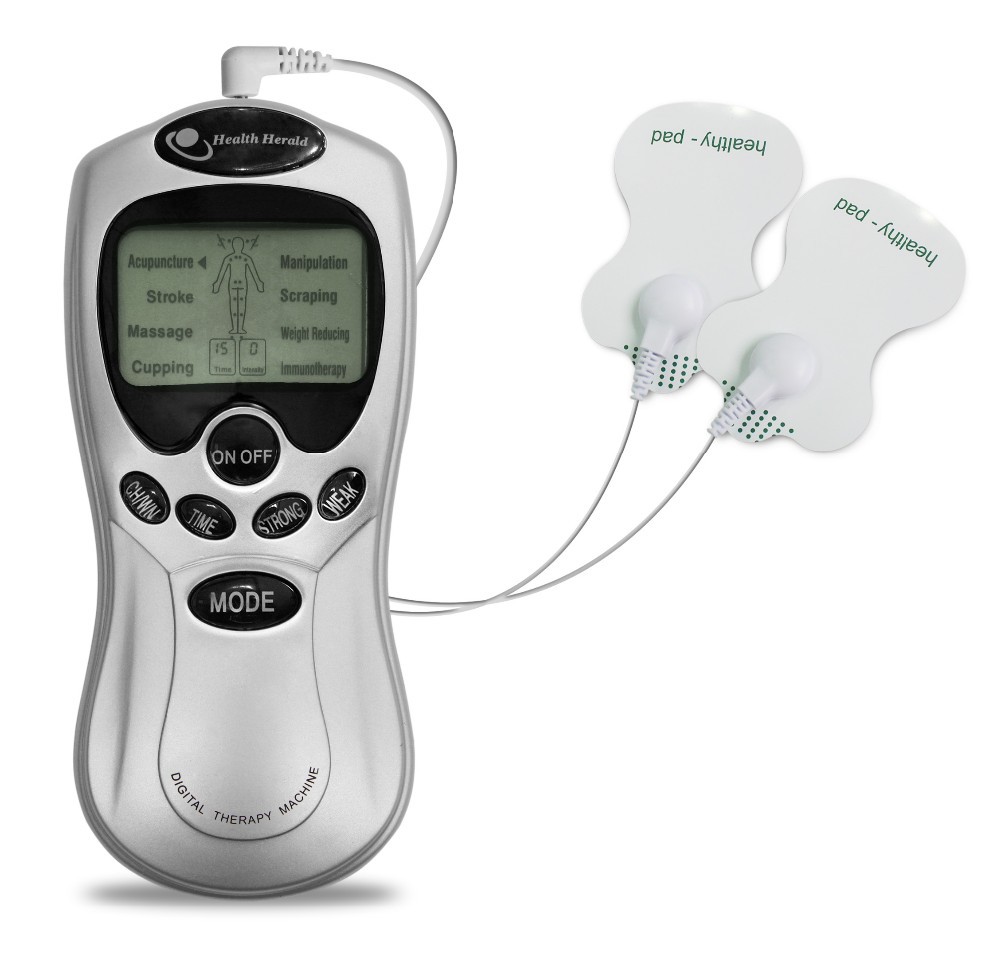 Health Herald
Acupuncture
Stroke
Massage
Cupping
Manipulation
Scraping
Weight Reducing
Immunotherapy
15
Time
0
Intensity
ON OFF
CH/WIN
TIME
STRONG
WEAK
MODE
DIGITAL THERAPY MACHINE
healthy - pad
healthy - pad